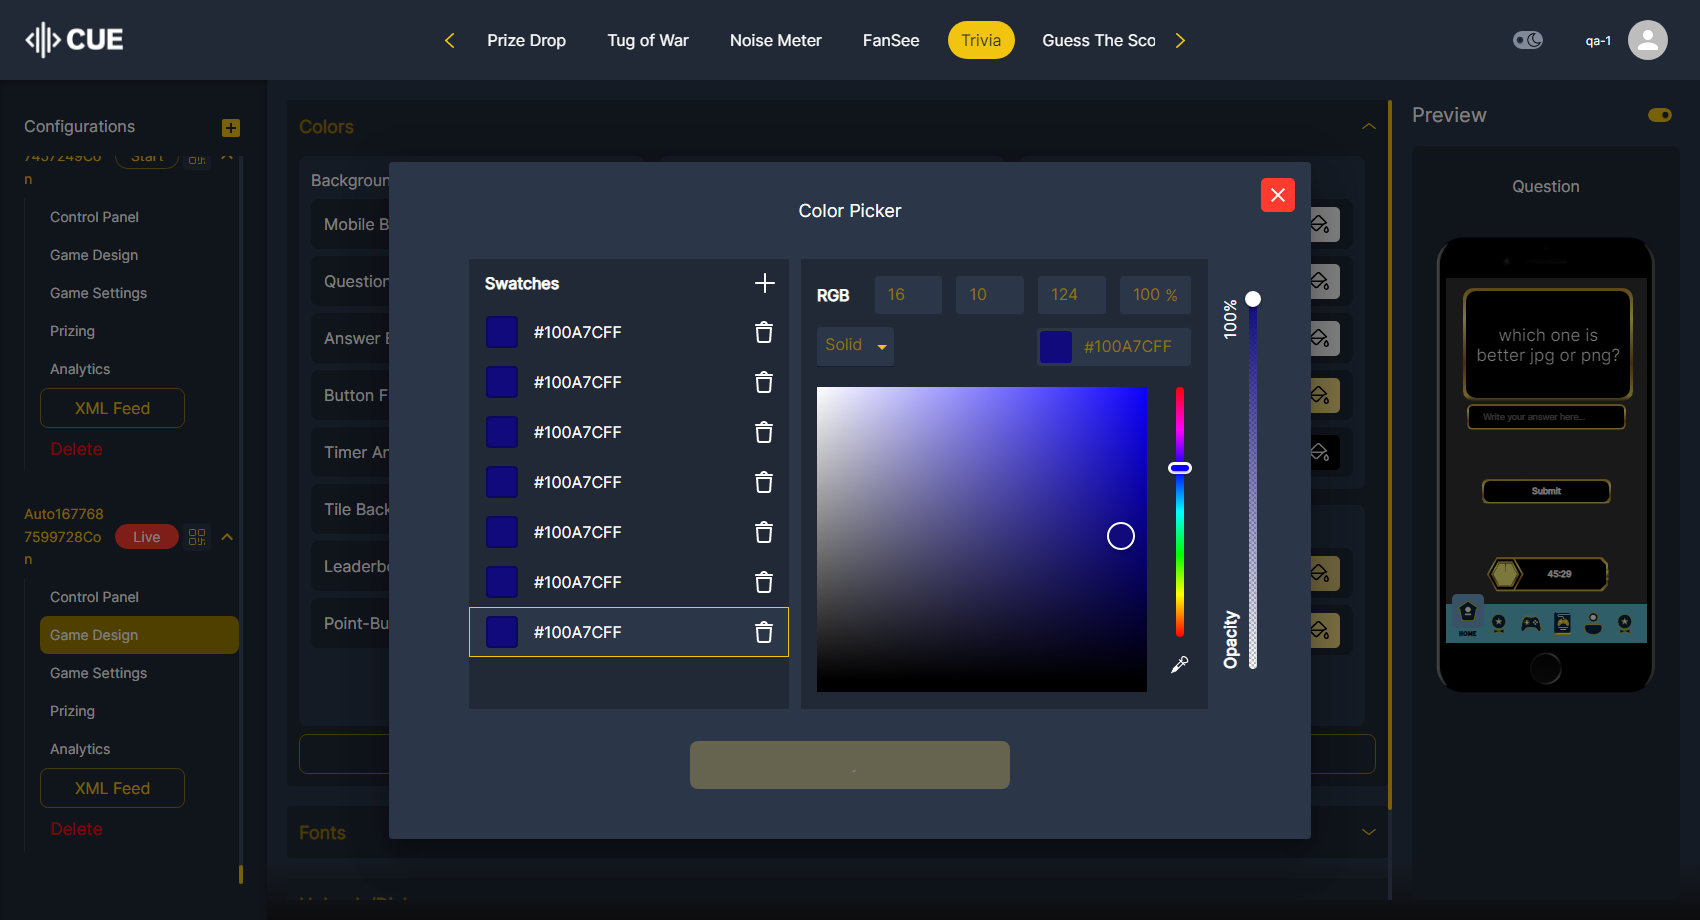 CUE
Prize Drop
Tug of War
Noise Meter
FanSee
Trivia
Guess The Sco
qa-1
Configurations
7457249Co
n
Start
Control Panel
Game Design
Game Settings
Prizing
Analytics
XML Feed
Delete
Auto167768
7599728Co
n
Live
Control Panel
Game Design
Game Settings
Prizing
Analytics
XML Feed
Delete
Colors
Backgroun
Mobile B
Question
Answer
Button F
Timer An
Tile Back
Leaderbo
Point-Bu
Fonts
Color Picker
Swatches
#100A7CFF
#100A7CFF
#100A7CFF
#100A7CFF
#100A7CFF
#100A7CFF
#100A7CFF
RGB
16
10
124
100 %
Solid
#100A7CFF
100%
Opacity
Preview
Question
which one is
better jpg or png?
Write your answer here...
Submit
45:29
HOME